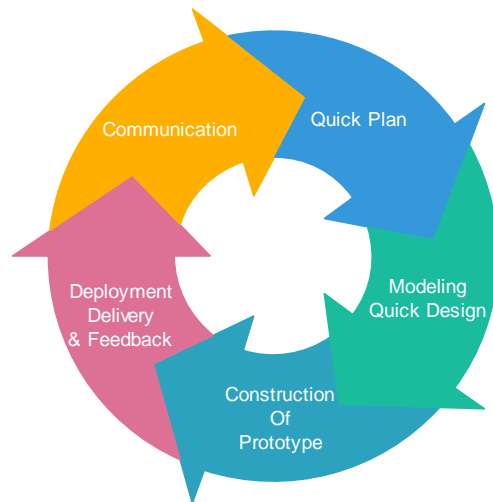 Communication
Quick Plan
Modeling
Quick Design
Construction
Of
Prototype
Deployment
Delivery
& Feedback